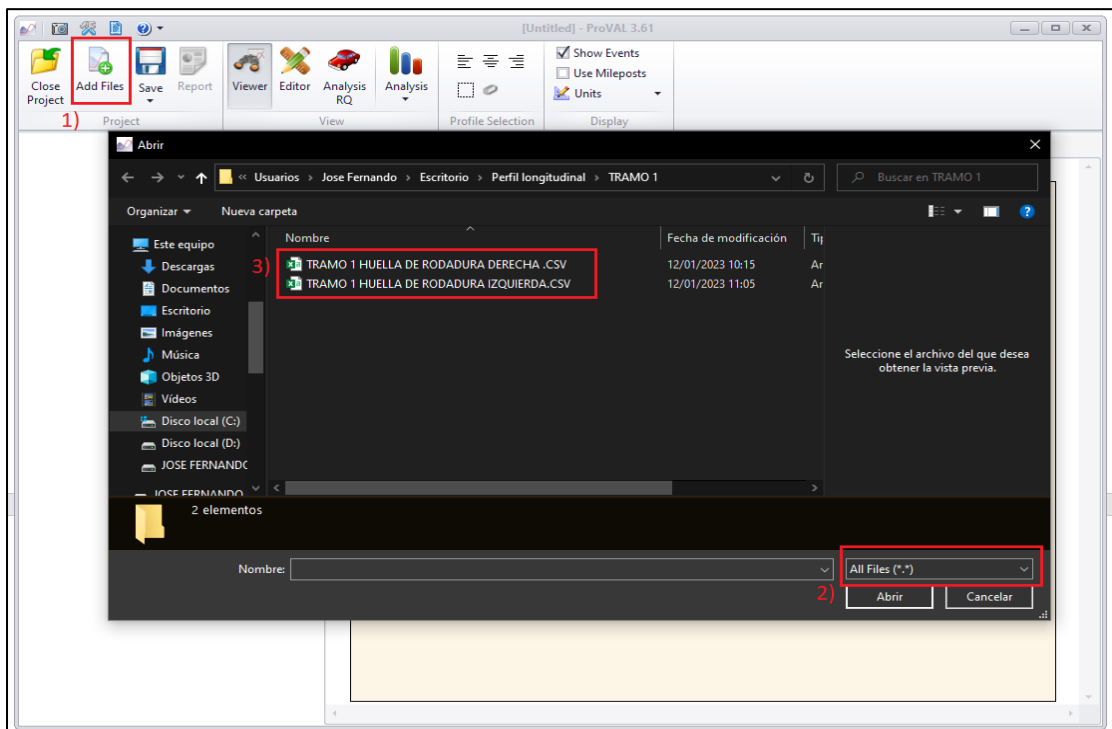 [Untitled] - ProVAL 3.61
Close Project
Add Files
Save
Report
Viewer
Editor
Analysis RQ
Analysis
Show Events
Use Mileposts
Units
1)
Project
View
Profile Selection
Display
Abrir
« Usuarios › Jose Fernando › Escritorio › Perfil longitudinal › TRAMO 1
Buscar en TRAMO 1
Organizar
Nueva carpeta
Este equipo
Descargas
Documentos
Escritorio
Imágenes
Música
Objetos 3D
Vídeos
Disco local (C:)
Disco local (D:)
JOSE FERNANDO
JOSE FERNANDO
Nombre
Fecha de modificación
Tip
3)
TRAMO 1 HUELLA DE RODADURA DERECHA .CSV
12/01/2023 10:15
Ar
TRAMO 1 HUELLA DE RODADURA IZQUIERDA.CSV
12/01/2023 11:05
Ar
Seleccione el archivo del que desea
obtener la vista previa.
2 elementos
Nombre:
All Files (*.*)
2)
Abrir
Cancelar